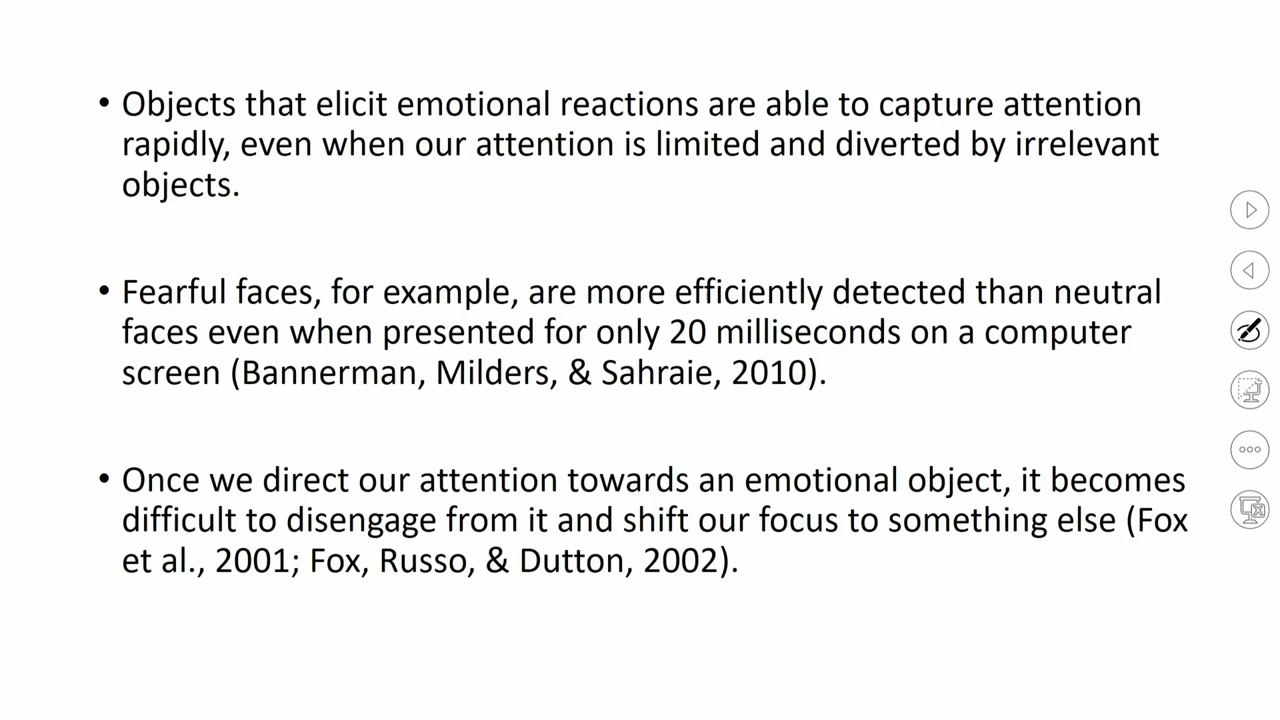 • Objects that elicit emotional reactions are able to capture attention
rapidly, even when our attention is limited and diverted by irrelevant
objects.
• Fearful faces, for example, are more efficiently detected than neutral
faces even when presented for only 20 milliseconds on a computer
screen (Bannerman, Milders, & Sahraie, 2010).
• Once we direct our attention towards an emotional object, it becomes
difficult to disengage from it and shift our focus to something else (Fox
et al., 2001; Fox, Russo, & Dutton, 2002).